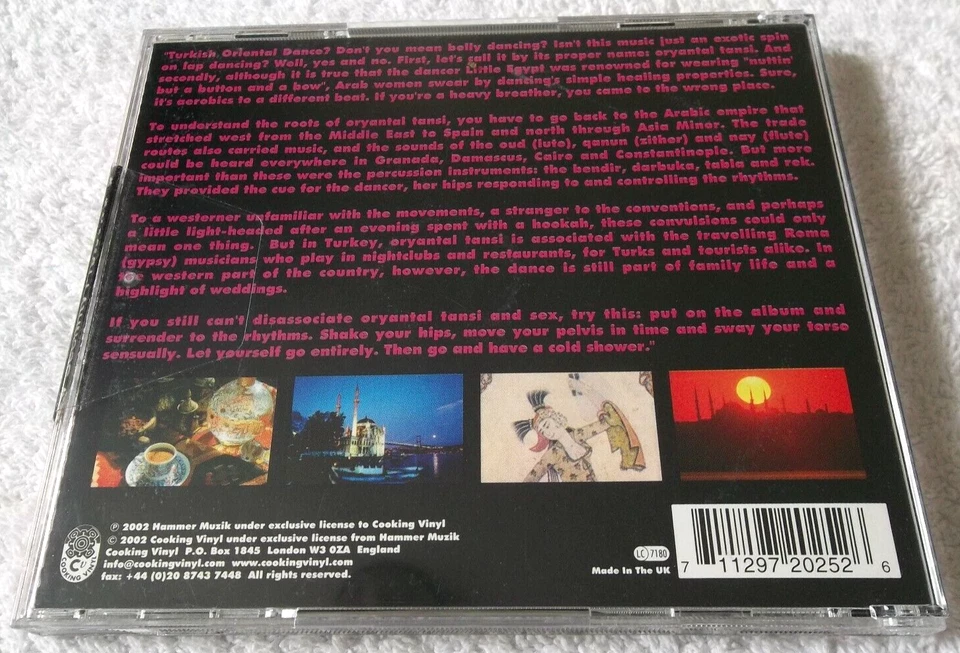 "Turkish Oriental Dance? Don't you mean belly dancing? Isn't this music just an exotic spin
on lap dancing? Well, yes and no. First, let's call it by its proper name: oryantal tansi. And
secondly, although it is true that the dancer Little Egypt was renowned for wearing "nuttin'
but a button and a bow", Arab women swear by dancing's simple healing properties. Sure,
it's aerobics to a different beat. If you're a heavy breather, you came to the wrong place.
To understand the roots of oryantal tansi, you have to go back to the Arabic empire that
stretched west from the Middle East to Spain and north through Asia Minor. The trade
routes also carried music, and the sounds of the oud (lute), qanun (zither) and nay (flute)
could be heard everywhere in Granada, Damascus, Cairo and Constantinople. But more
important than these were the percussion instruments: the bendir, darbuka, tabla and rek.
They provided the cue for the dancer, her hips responding to and controlling the rhythms.
To a westerner unfamiliar with the movements, a stranger to the conventions, and perhaps
a little light-headed after an evening spent with a hookah, these convulsions could only
mean one thing. But in Turkey, oryantal tansi is associated with the travelling Roma
(gypsy) musicians who play in nightclubs and restaurants, for Turks and tourists alike. In
the western part of the country, however, the dance is still part of family life and a
highlight of weddings.
If you still can't disassociate oryantal tansi and sex, try this: put on the album and
surrender to the rhythms. Shake your hips, move your pelvis in time and sway your torso
sensually. Let yourself go entirely. Then go and have a cold shower."
℗ 2002 Hammer Muzik under exclusive license to Cooking Vinyl
© 2002 Cooking Vinyl under exclusive license from Hammer Muzik
Cooking Vinyl P.O. Box 1845 London W3 0ZA England
info@cookingvinyl.com www.cookingvinyl.com
fax: +44 (0)20 8743 7448 All rights reserved.
CV
COOKING VINYL
LC 7180
Made In The UK
7 11297 20252 6